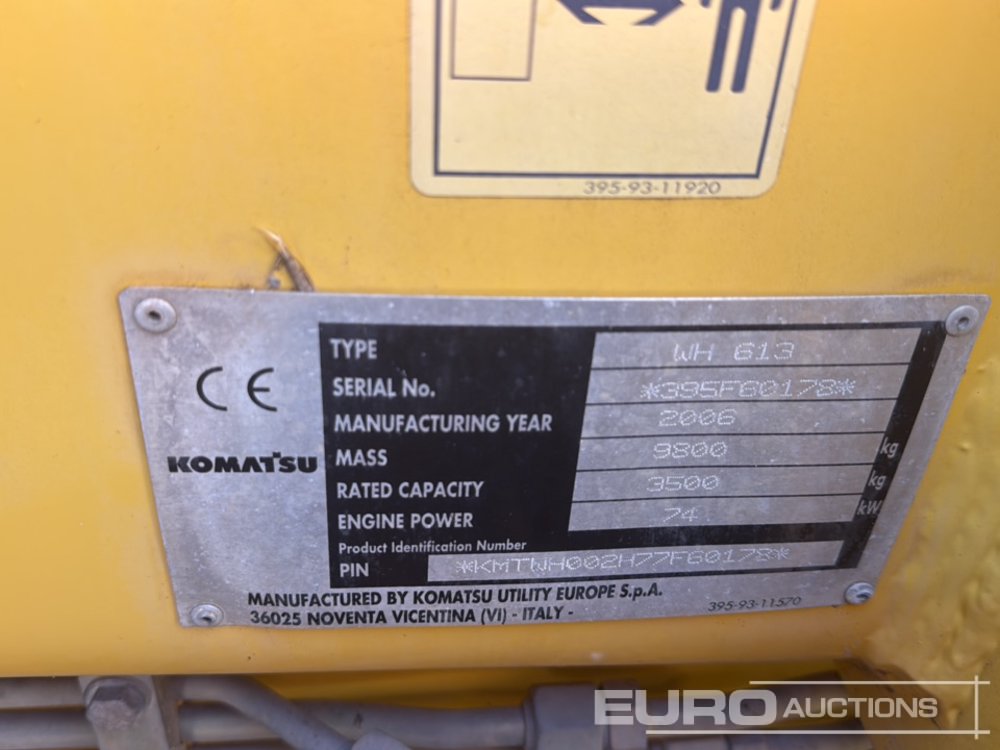 395-93-11920
CE
KOMATSU
TYPE WH 613
SERIAL No. *395F60178*
MANUFACTURING YEAR 2006
MASS 9800 kg
RATED CAPACITY 3500 kg
ENGINE POWER 74 kW
Product Identification Number
PIN *KMTWH002H77F60178*
MANUFACTURED BY KOMATSU UTILITY EUROPE S.p.A.
36025 NOVENTA VICENTINA (VI) - ITALY -
395-93-11570
EURO AUCTIONS